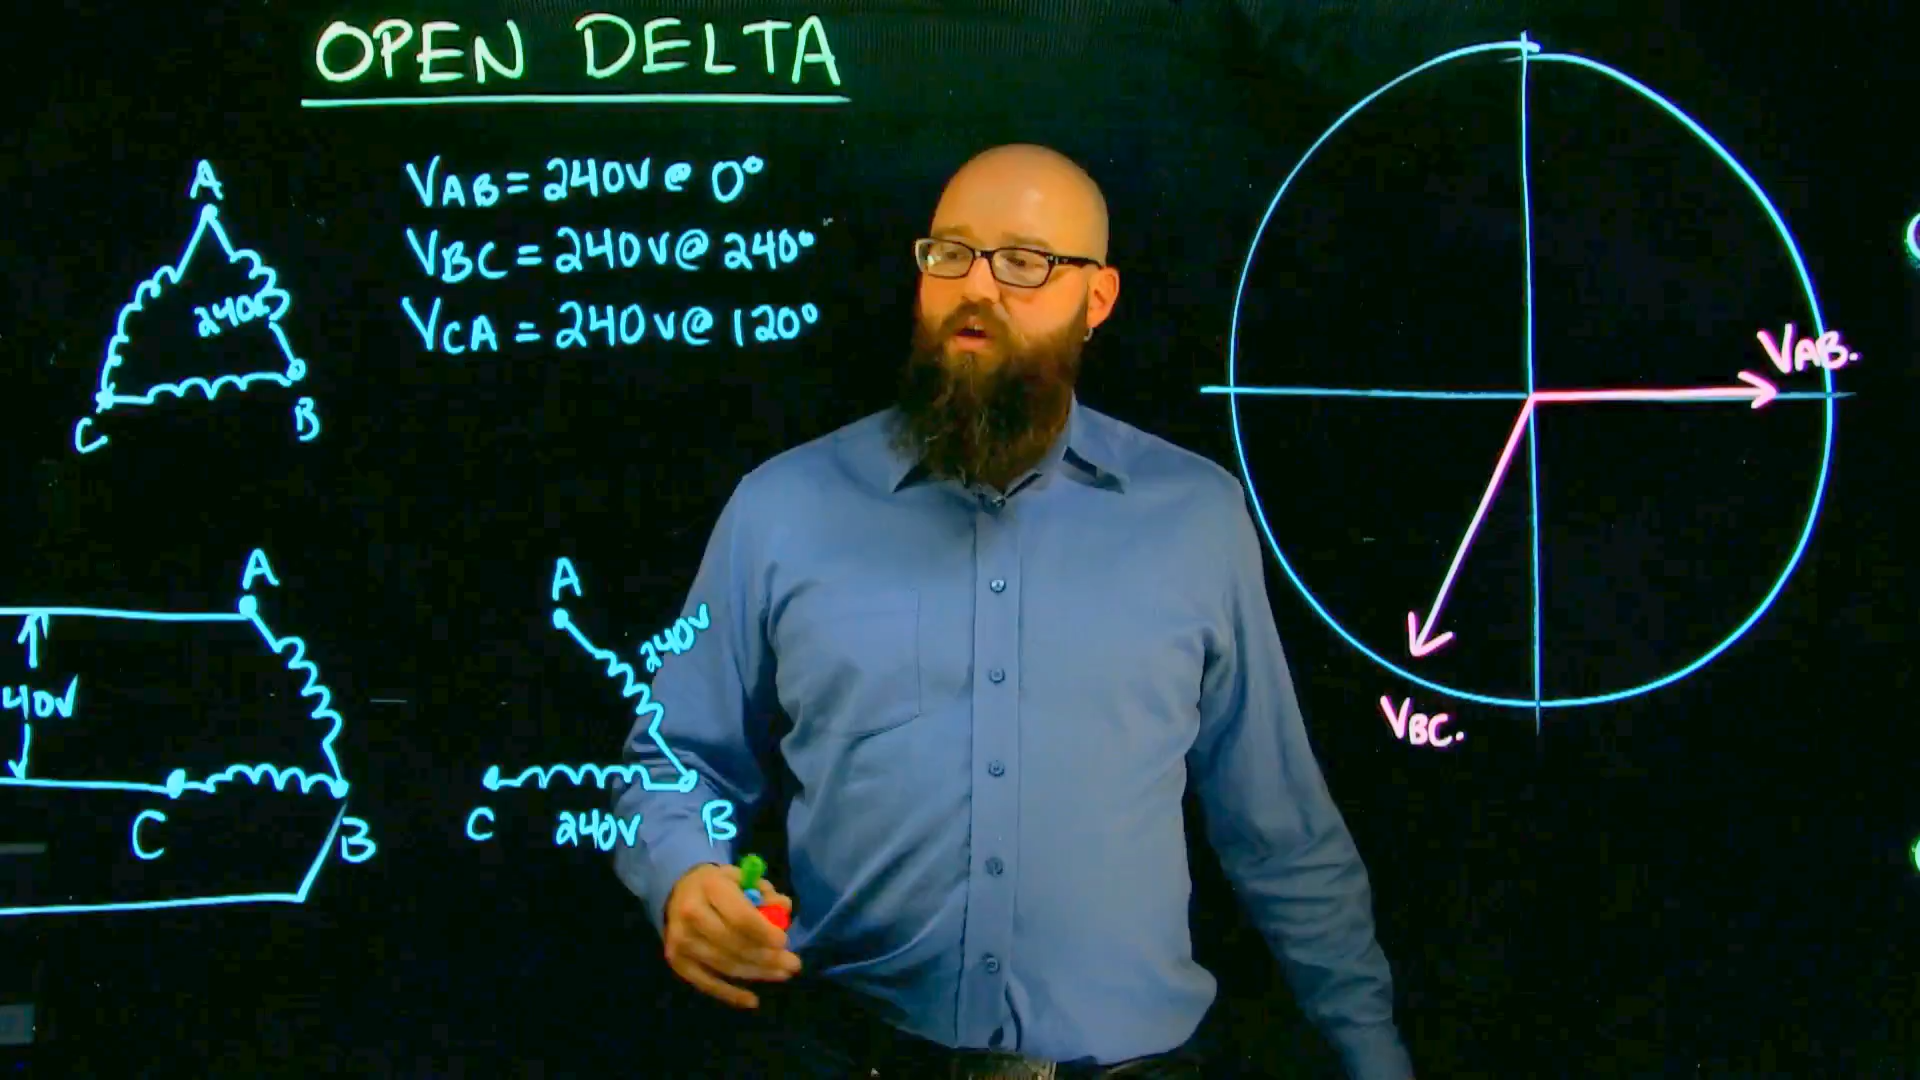 OPEN DELTA
A
240V
C
B
VAB = 240V @ 0°
VBC = 240V @ 240°
VCA = 240V @ 120°
VAB.
VBC.
A
40V
C
B
A
240V
C
240V
B